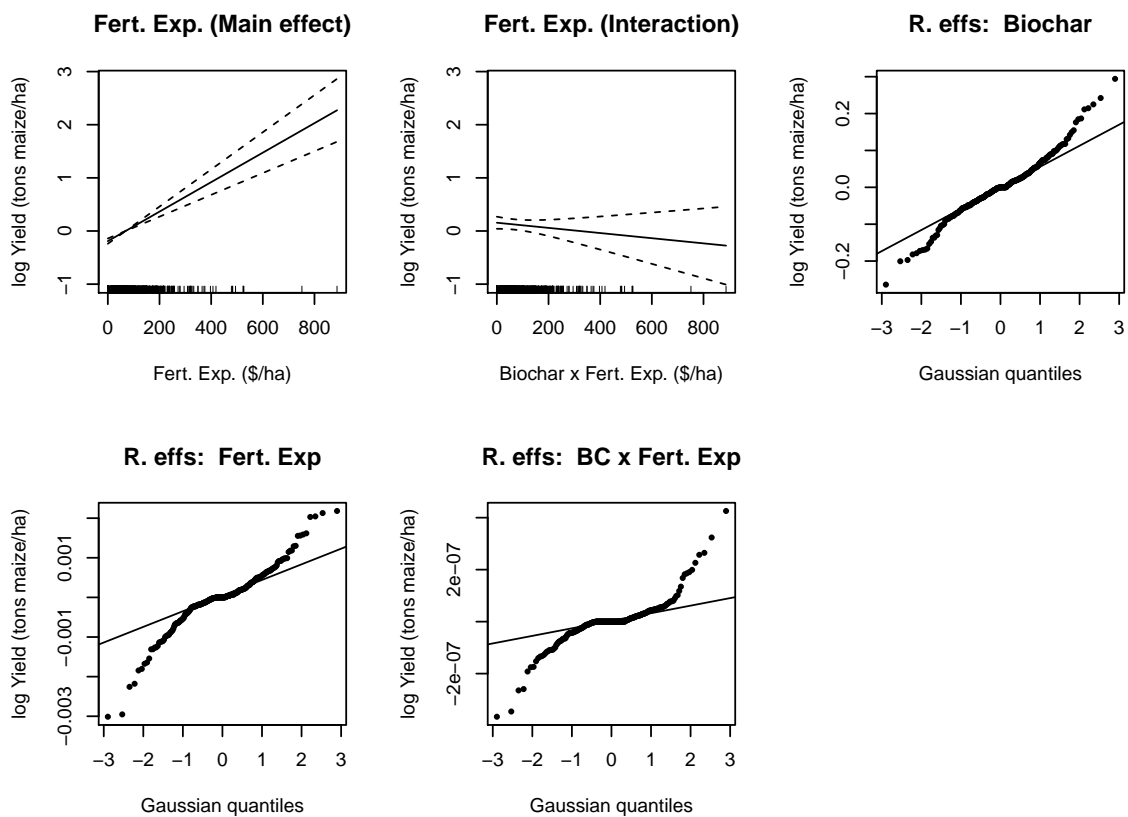 Fert. Exp. (Main effect)
log Yield (tons maize/ha)
3
2
1
0
−1
0 200 400 600 800
Fert. Exp. ($/ha)
Fert. Exp. (Interaction)
log Yield (tons maize/ha)
3
2
1
0
−1
0 200 400 600 800
Biochar x Fert. Exp. ($/ha)
R. effs: Biochar
log Yield (tons maize/ha)
0.2
0.0
−0.2
−3 −2 −1 0 1 2 3
Gaussian quantiles
R. effs: Fert. Exp
log Yield (tons maize/ha)
0.001
−0.001
−0.003
−3 −2 −1 0 1 2 3
Gaussian quantiles
R. effs: BC x Fert. Exp
log Yield (tons maize/ha)
2e−07
−2e−07
−3 −2 −1 0 1 2 3
Gaussian quantiles